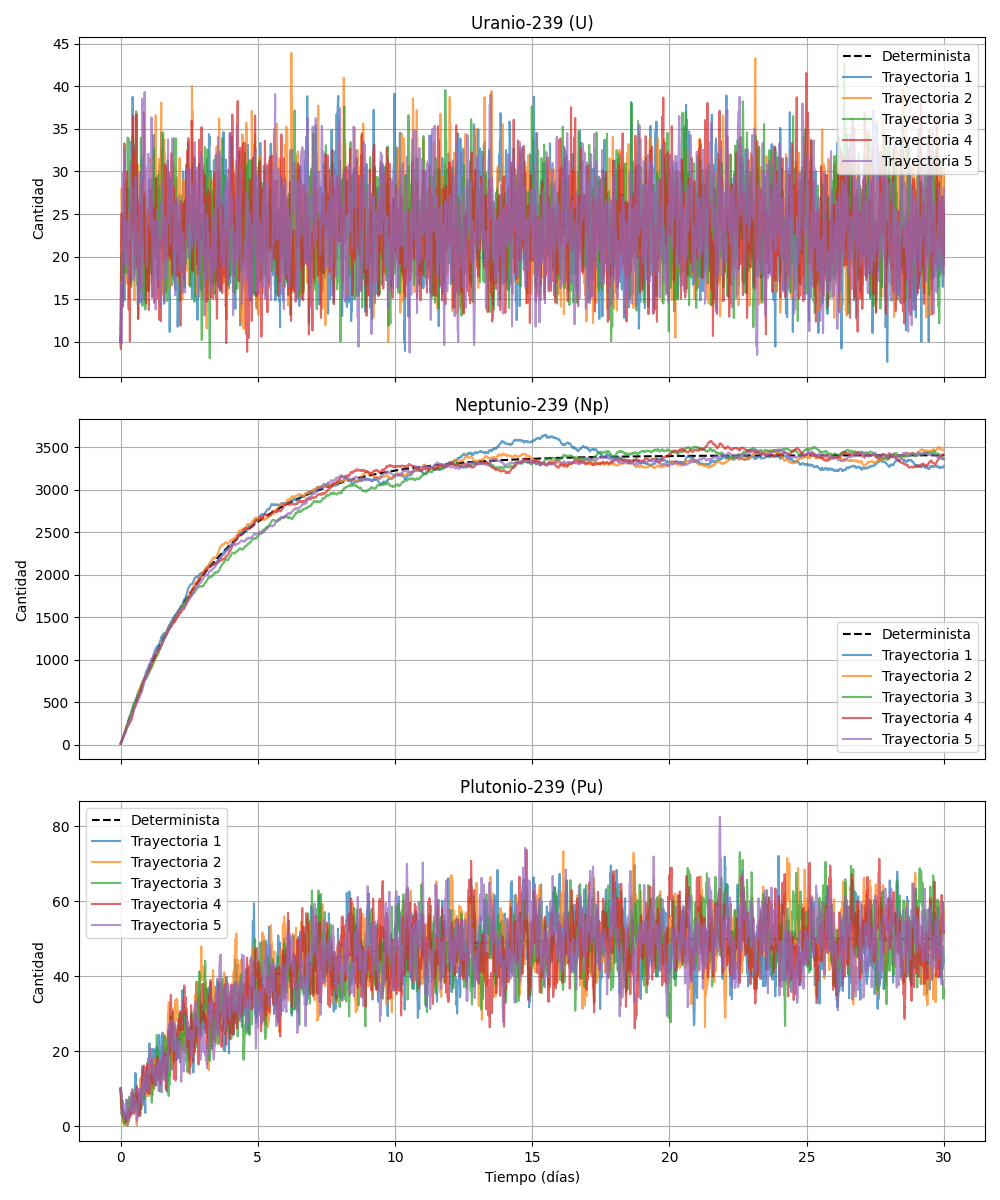 Uranio-239 (U)
45
40
35
30
25
20
15
10
Cantidad
Determinista
Trayectoria 1
Trayectoria 2
Trayectoria 3
Trayectoria 4
Trayectoria 5
Neptunio-239 (Np)
3500
3000
2500
2000
1500
1000
500
0
Cantidad
Determinista
Trayectoria 1
Trayectoria 2
Trayectoria 3
Trayectoria 4
Trayectoria 5
Plutonio-239 (Pu)
80
60
40
20
0
Cantidad
Determinista
Trayectoria 1
Trayectoria 2
Trayectoria 3
Trayectoria 4
Trayectoria 5
0 5 10 15 20 25 30
Tiempo (días)